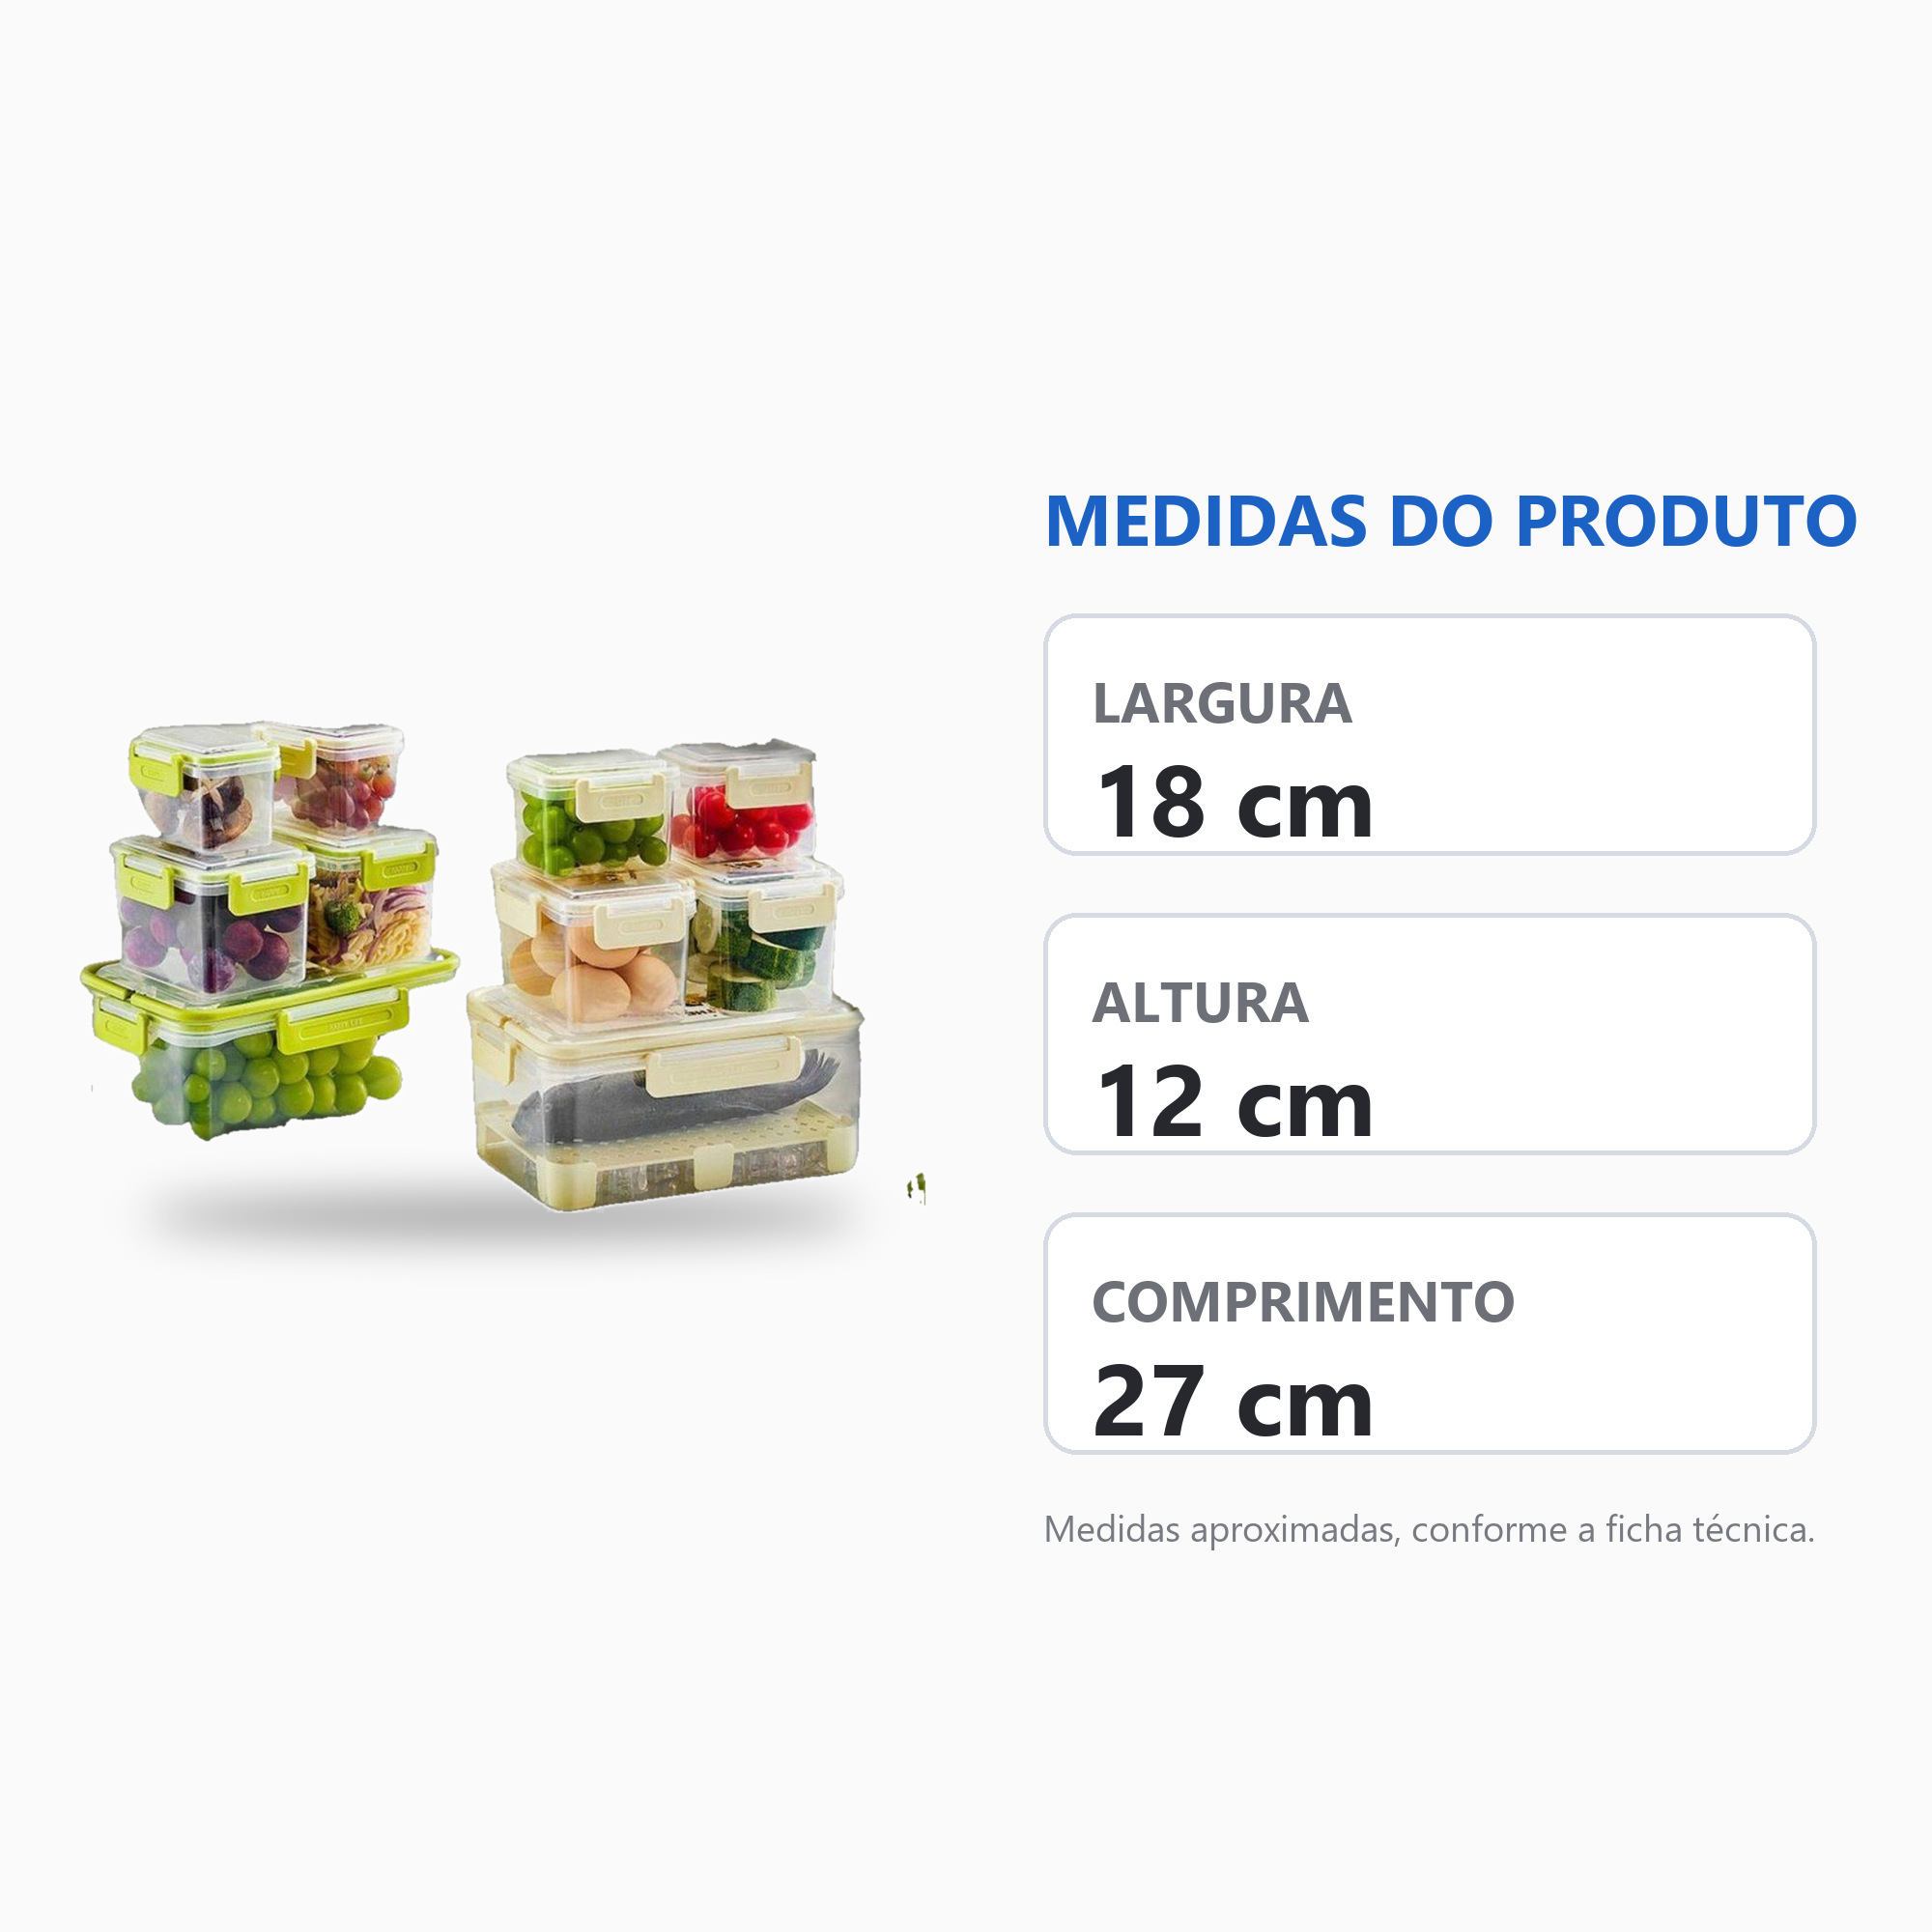 MEDIDAS DO PRODUTO
LARGURA
18 cm
ALTURA
12 cm
COMPRIMENTO
27 cm
Medidas aproximadas, conforme a ficha técnica.